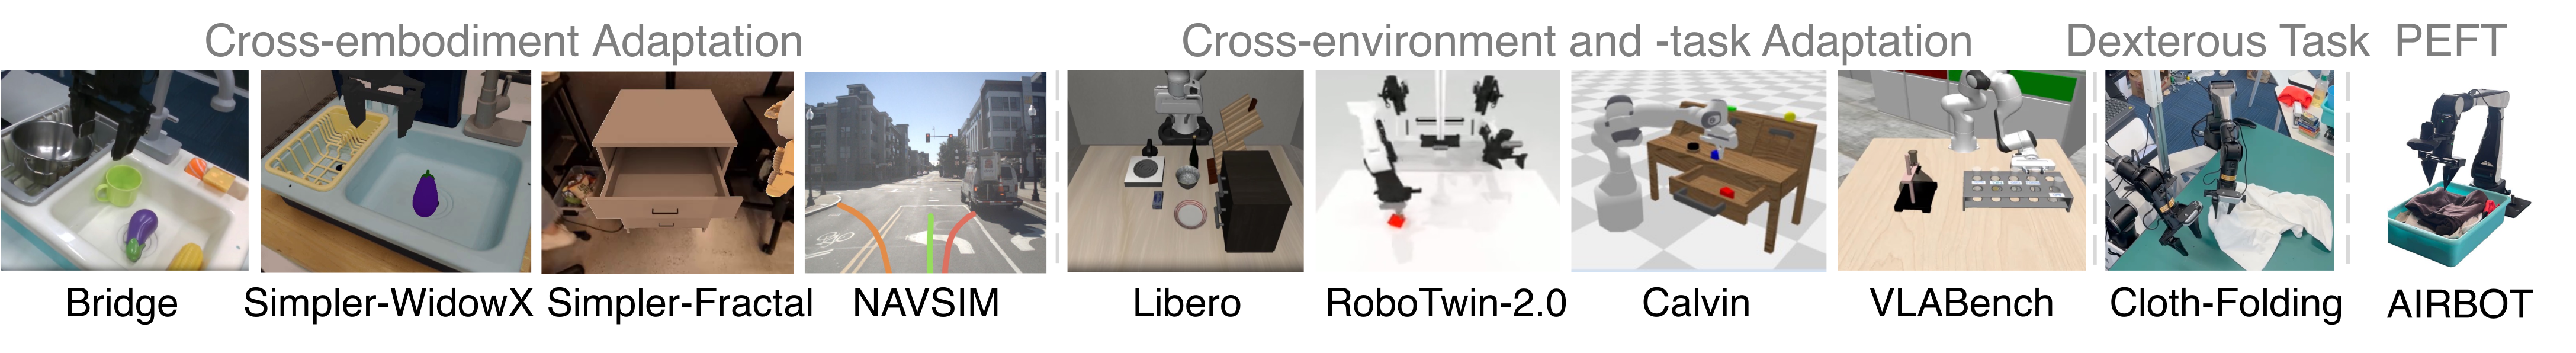 Cross-embodiment Adaptation
Cross-environment and -task Adaptation
Dexterous Task
PEFT
Bridge
Simpler-WidowX
Simpler-Fractal
NAVSIM
Libero
RoboTwin-2.0
Calvin
VLABench
Cloth-Folding
AIRBOT